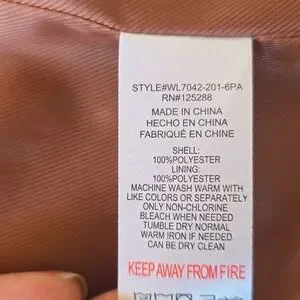 STYLE#WL7042-201-6PA
RN#125288
MADE IN CHINA
HECHO EN CHINA
FABRIQUÉ EN CHINE
SHELL:
100%POLYESTER
LINING:
100%POLYESTER
MACHINE WASH WARM WITH
LIKE COLORS OR SEPARATELY
ONLY NON-CHLORINE
BLEACH WHEN NEEDED
TUMBLE DRY NORMAL
WARM IRON IF NEEDED
CAN BE DRY CLEAN
KEEP AWAY FROM FIRE